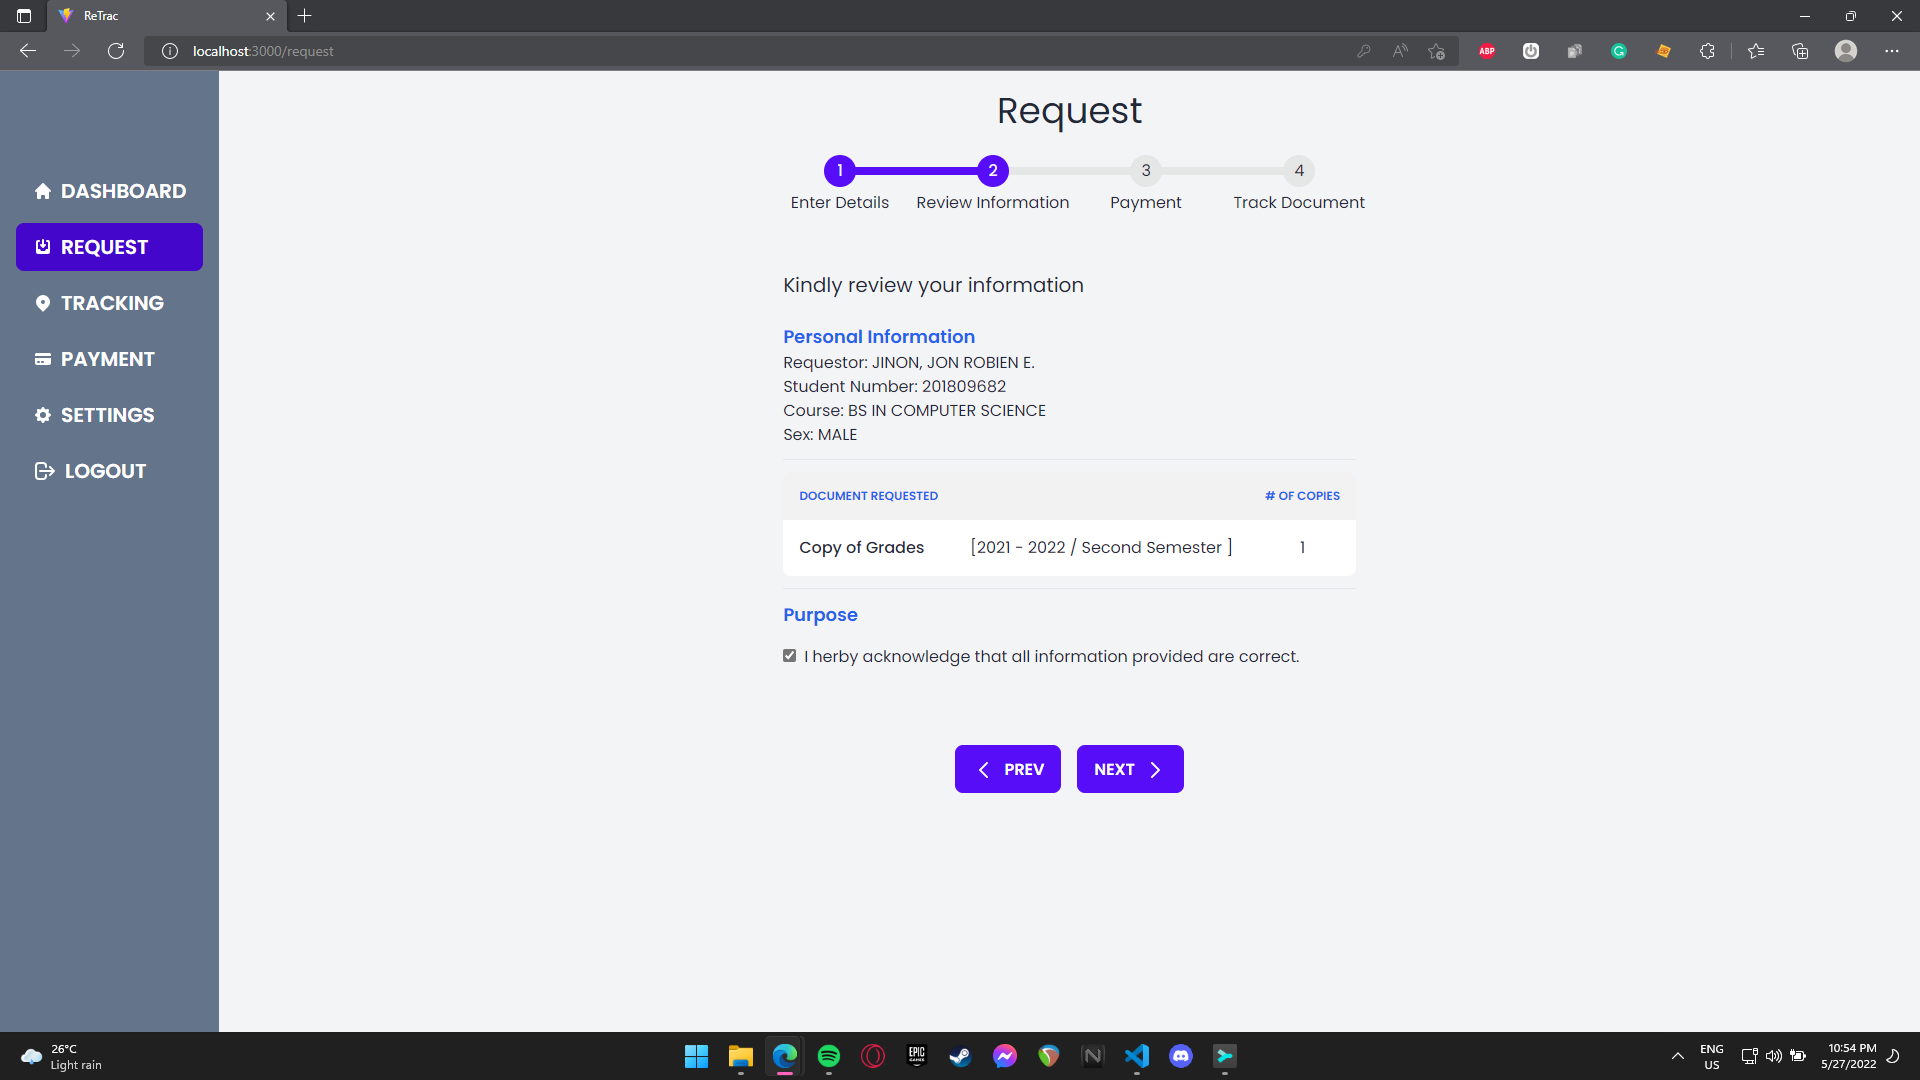 ReTrac
localhost:3000/request
ABP
Request
1 2 3 4
Enter Details Review Information Payment Track Document
DASHBOARD
REQUEST
TRACKING
PAYMENT
SETTINGS
LOGOUT
Kindly review your information
Personal Information
Requestor: JINON, JON ROBIEN E.
Student Number: 201809682
Course: BS IN COMPUTER SCIENCE
Sex: MALE
DOCUMENT REQUESTED # OF COPIES
Copy of Grades [2021 - 2022 / Second Semester ] 1
Purpose
I herby acknowledge that all information provided are correct.
PREV NEXT
26°C
Light rain
EPIC
GAMES
ENG
US
10:54 PM
5/27/2022